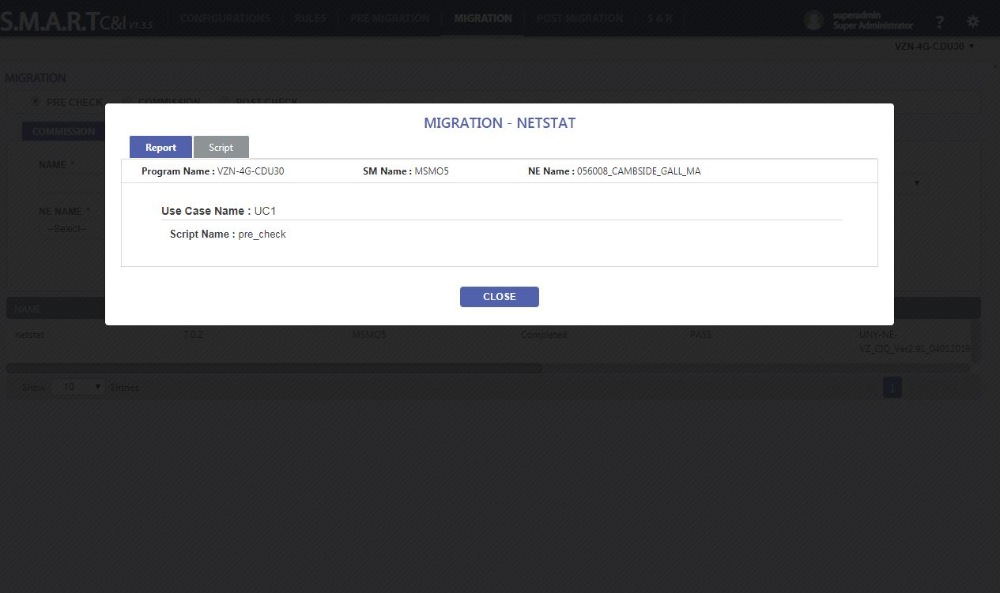 S.M.A.R.T C&I V1.3.5 CONFIGURATIONS RULES PRE MIGRATION MIGRATION POST MIGRATION S & R superadmin ?
Super Administrator
VZN-4G-CDU30
MIGRATION
PRE CHECK COMMISSION POST CHECK
COMMISSION
NAME *
NE NAME *
--Select--
MIGRATION - NETSTAT
Report Script
Program Name : VZN-4G-CDU30 SM Name : MSMO5 NE Name : 056008_CAMBSIDE_GALL_MA
Use Case Name : UC1
Script Name : pre_check
CLOSE
NAME
netstat 7.0.2 MSMO5 Completed PASS UNY-NE-
VZ_CIQ_Ver2.91_04012019
Show 10 Entries 1